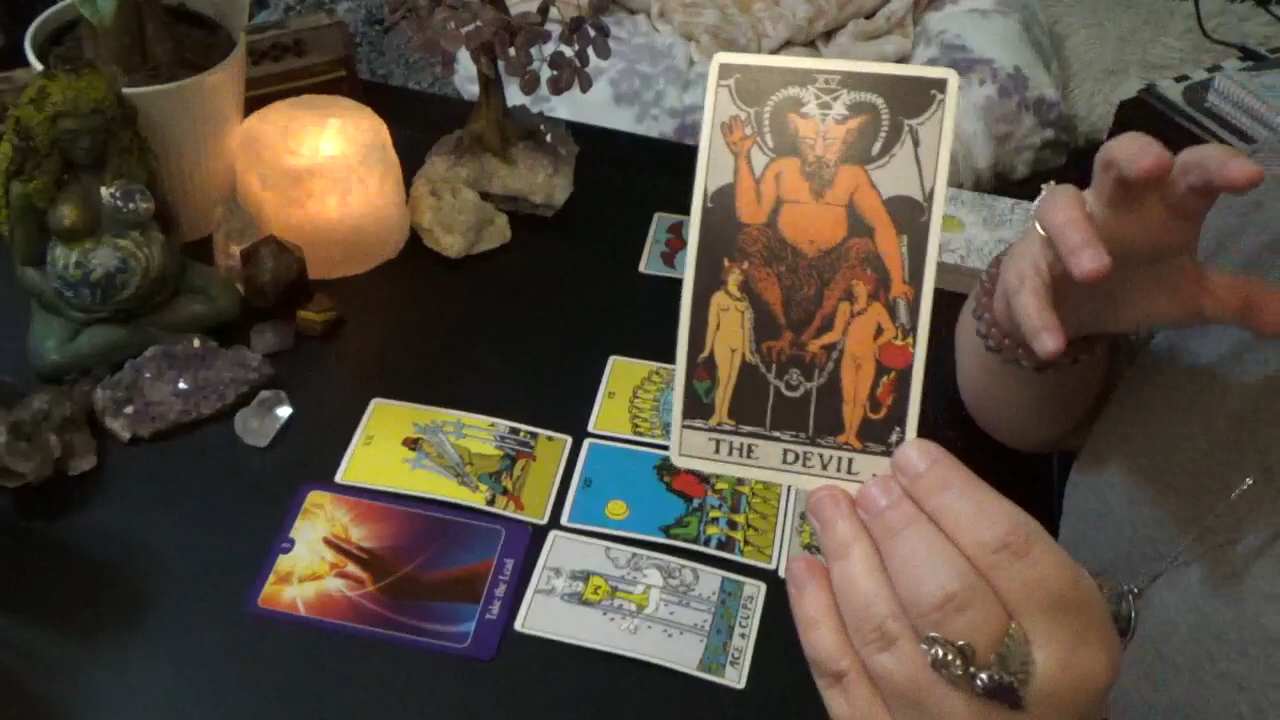 XV
THE DEVIL
Take the Lead
ACE of CUPS.